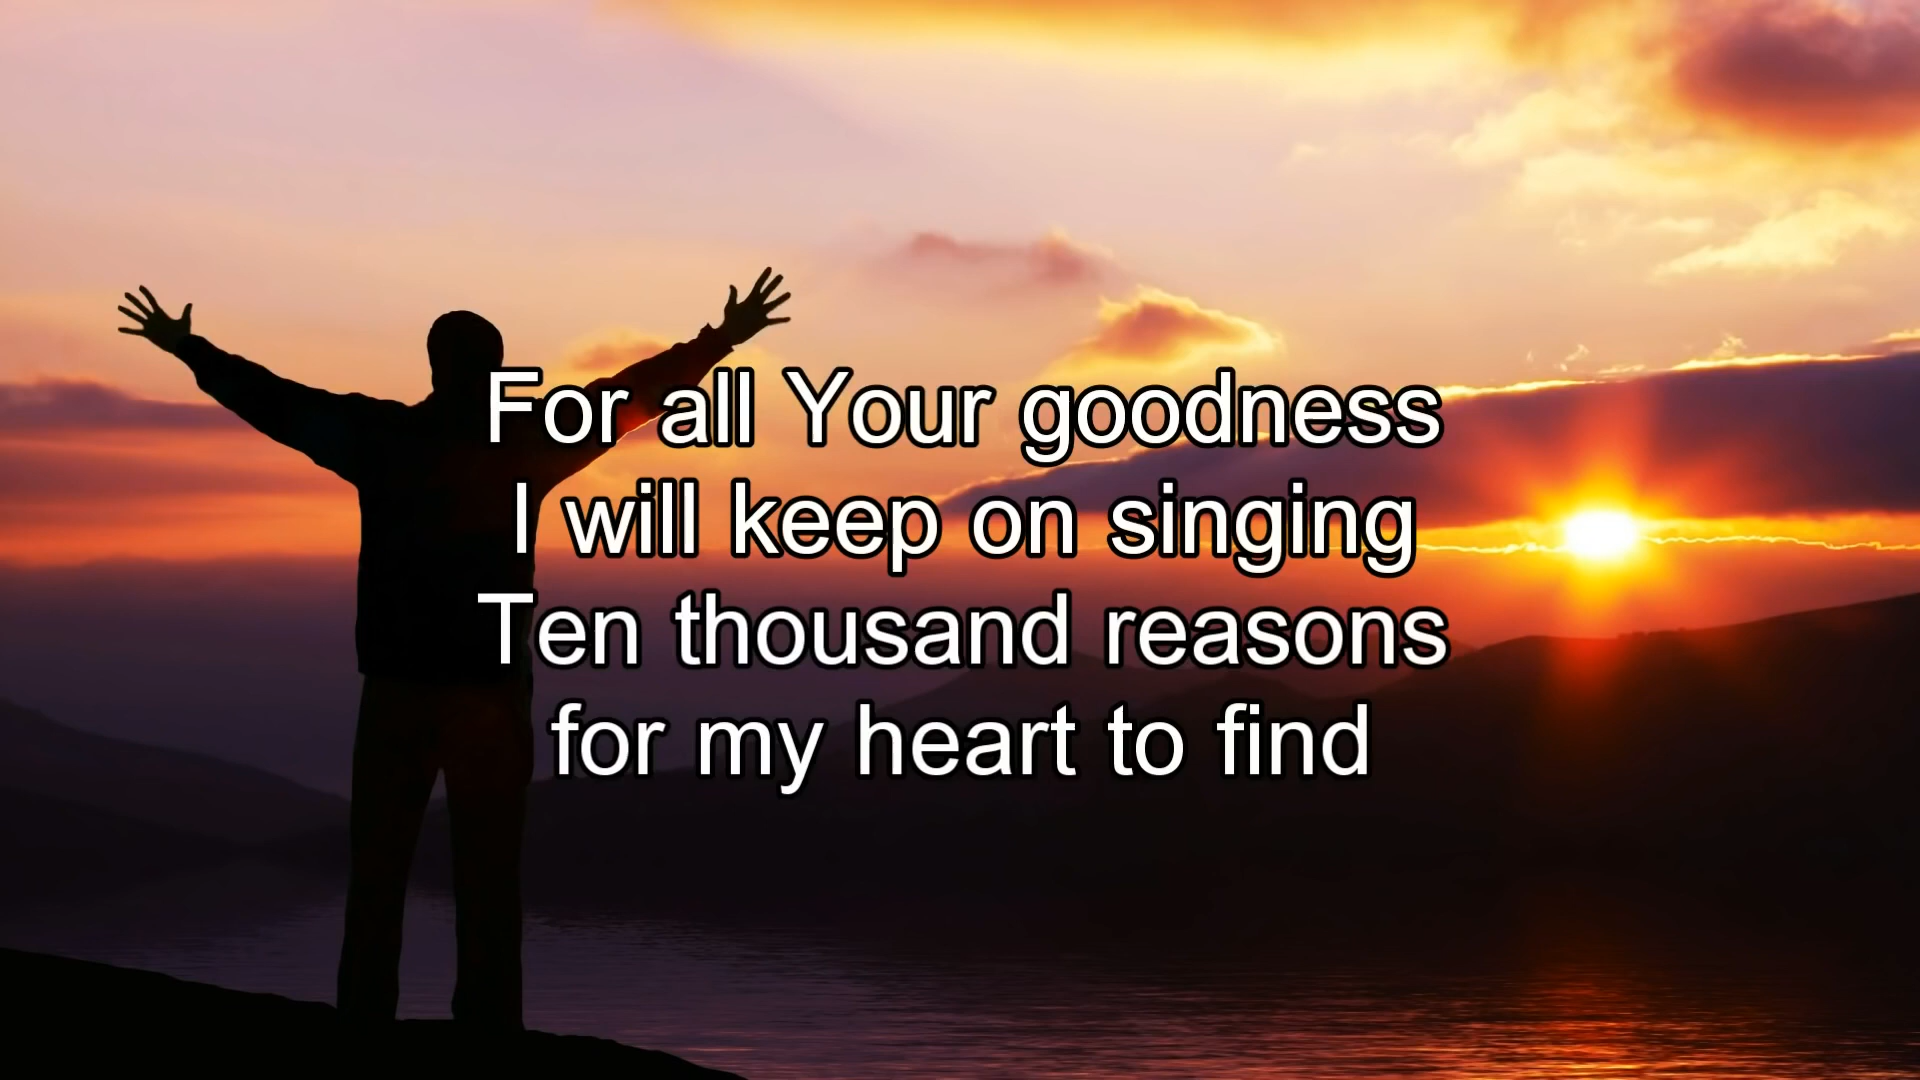 For all Your goodness
I will keep on singing
Ten thousand reasons
for my heart to find